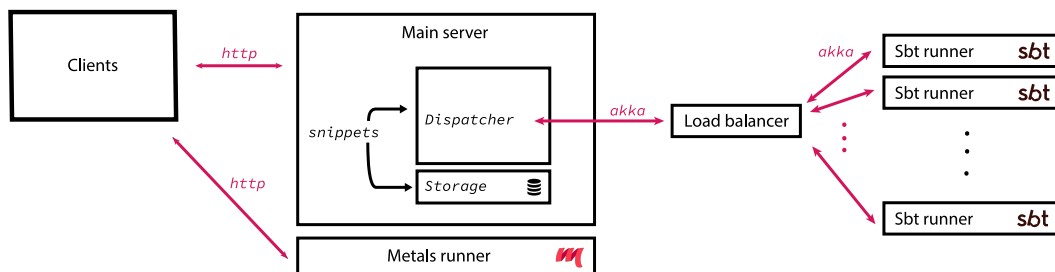 Clients
http
http
Main server
snippets
Dispatcher
Storage
Metals runner
akka
Load balancer
akka
Sbt runner sbt
Sbt runner sbt
Sbt runner sbt